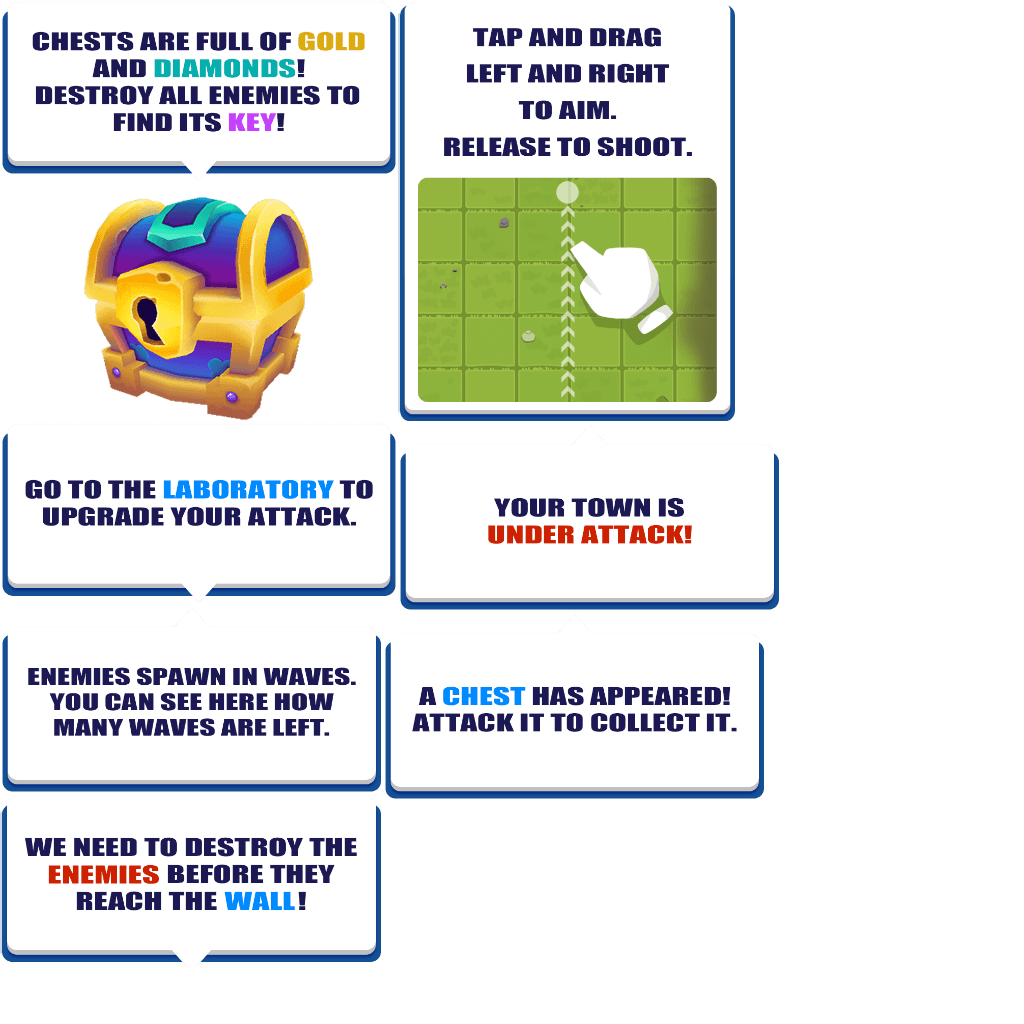 CHESTS ARE FULL OF GOLD
AND DIAMONDS!
DESTROY ALL ENEMIES TO
FIND ITS KEY!
TAP AND DRAG
LEFT AND RIGHT
TO AIM.
RELEASE TO SHOOT.
GO TO THE LABORATORY TO
UPGRADE YOUR ATTACK.
YOUR TOWN IS
UNDER ATTACK!
ENEMIES SPAWN IN WAVES.
YOU CAN SEE HERE HOW
MANY WAVES ARE LEFT.
A CHEST HAS APPEARED!
ATTACK IT TO COLLECT IT.
WE NEED TO DESTROY THE
ENEMIES BEFORE THEY
REACH THE WALL!